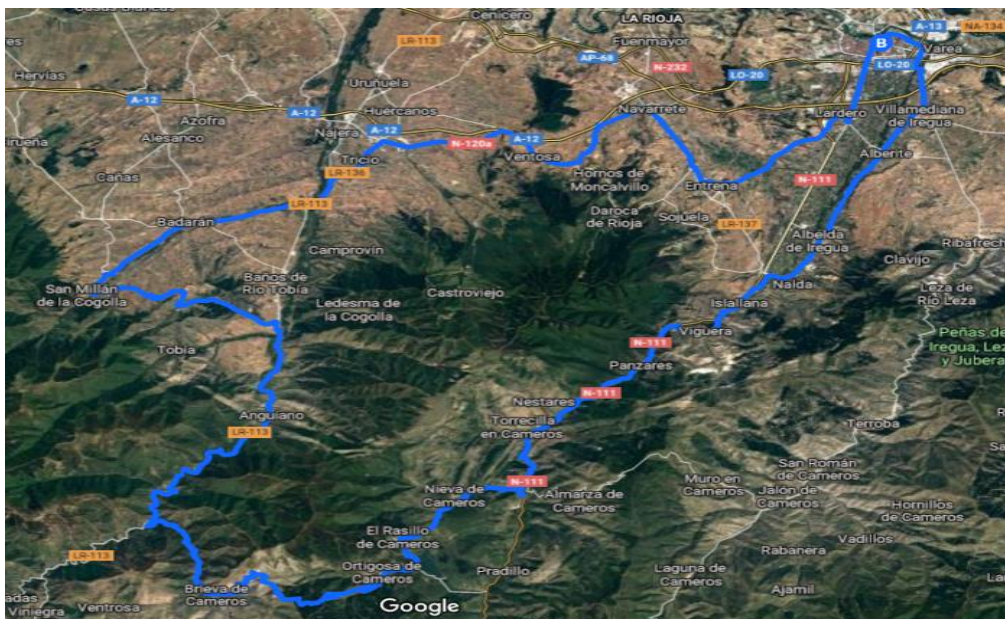 Cenicero
LA RIOJA
A-13
NA-134
LR-113
Fuenmayor
B
Varea
AP-68
N-232
LO-20
LO-20
Hervías
Uruñuela
A-12
Azofra
A-12
Huércanos
Navarrete
Lardero
Villamediana
de Iregua
Alesanco
Nájera
A-12
N-120a
A-12
Ventosa
Tricio
Alberite
Cañas
LR-136
Hornos de
Moncalvillo
Entrena
N-111
LR-113
Daroca
de Rioja
Sojuela
LR-137
Badarán
Albelda
de Iregua
Ribafrech
Camprovín
Clavijo
San Millán
de la Cogolla
Baños de
Río Tobía
Ledesma de
la Cogolla
Castroviejo
Nalda
Leza de
Río Leza
Islallana
Viguera
Tobía
N-111
Peñas de
Iregua, Lez
y Jubera
Panzares
Anguiano
N-111
Nestares
LR-113
Torrecilla
en Cameros
Terroba
San Román
de Cameros
N-111
Muro en
Cameros
Jalón de
Cameros
Nieva de
Cameros
Almarza de
Cameros
Hornillos
de Cameros
El Rasillo
de Cameros
Vadillos
LR-113
Rabanera
Ortigosa de
Cameros
Pradillo
Laguna de
Cameros
Brieva de
Cameros
Ajamil
Ventrosa
adas
Viniegra
Google